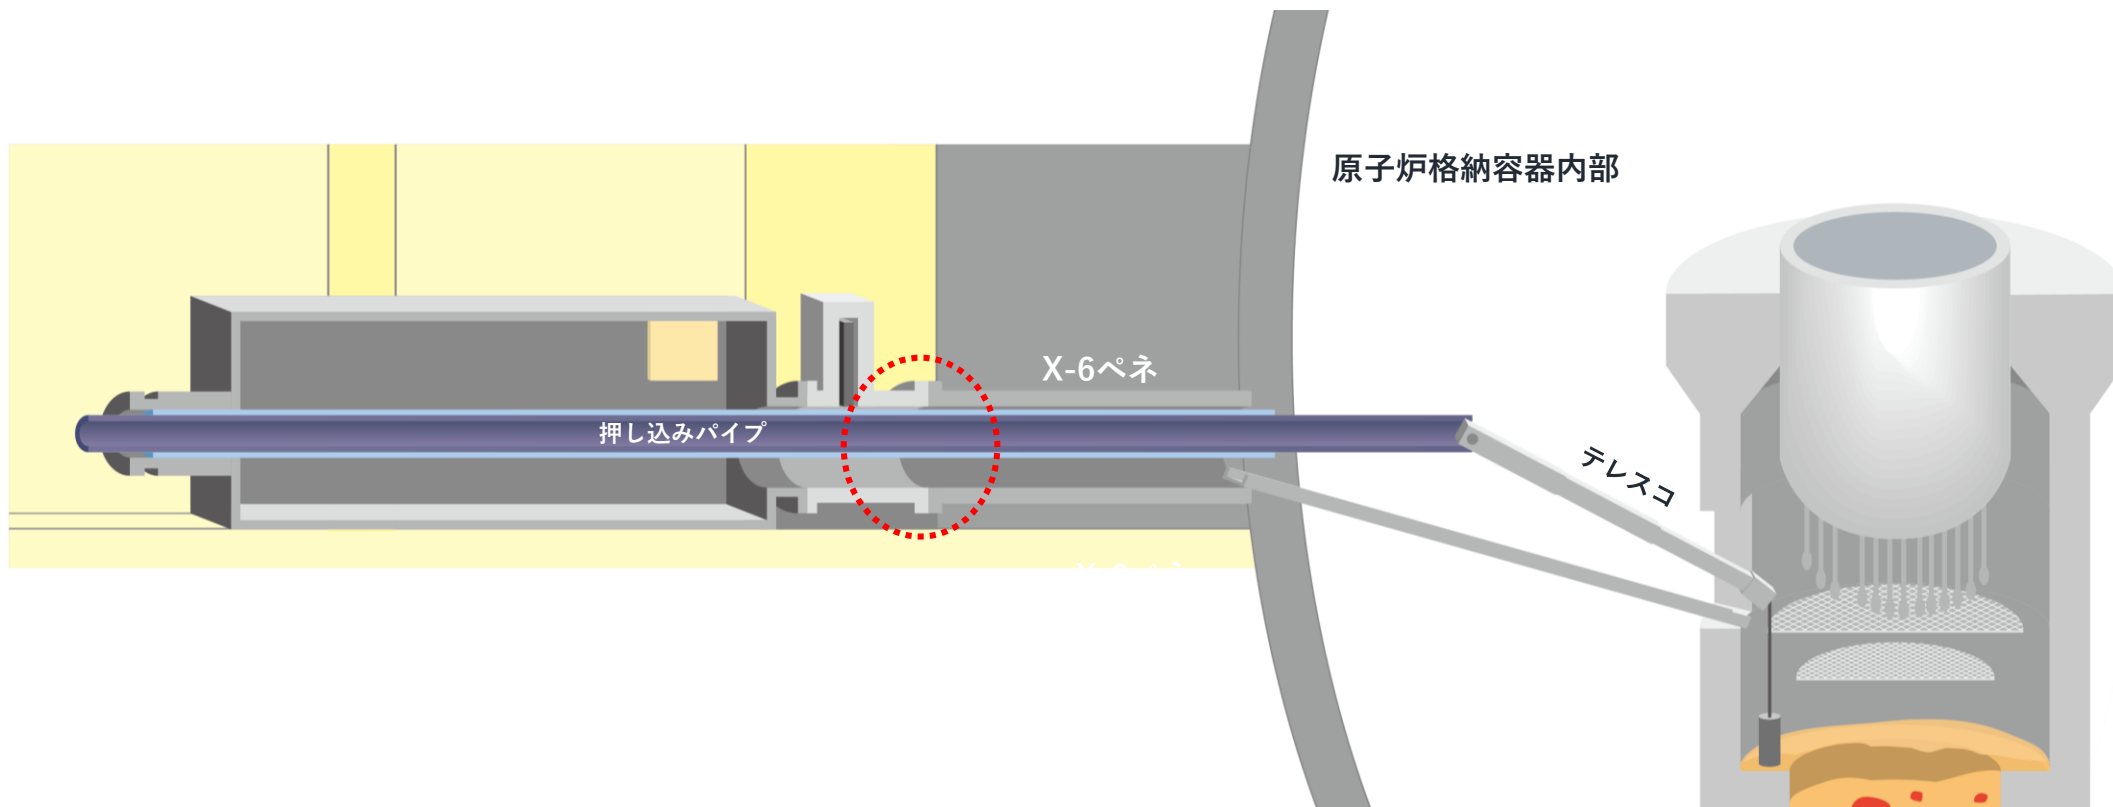 原子炉格納容器内部
X-6ペネ
押し込みパイプ
テレスコ